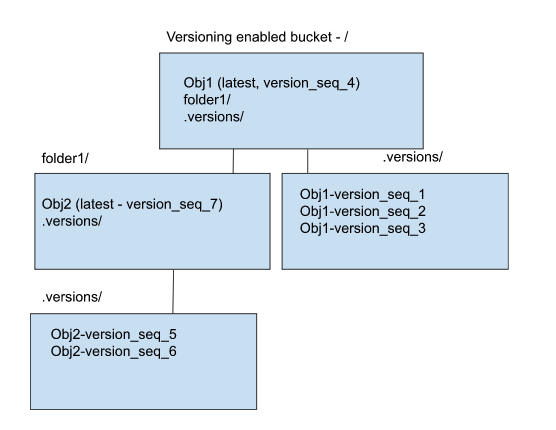 Versioning enabled bucket - /
Obj1 (latest, version_seq_4)
folder1/
.versions/
folder1/
.versions/
Obj2 (latest - version_seq_7)
.versions/
Obj1-version_seq_1
Obj1-version_seq_2
Obj1-version_seq_3
.versions/
Obj2-version_seq_5
Obj2-version_seq_6